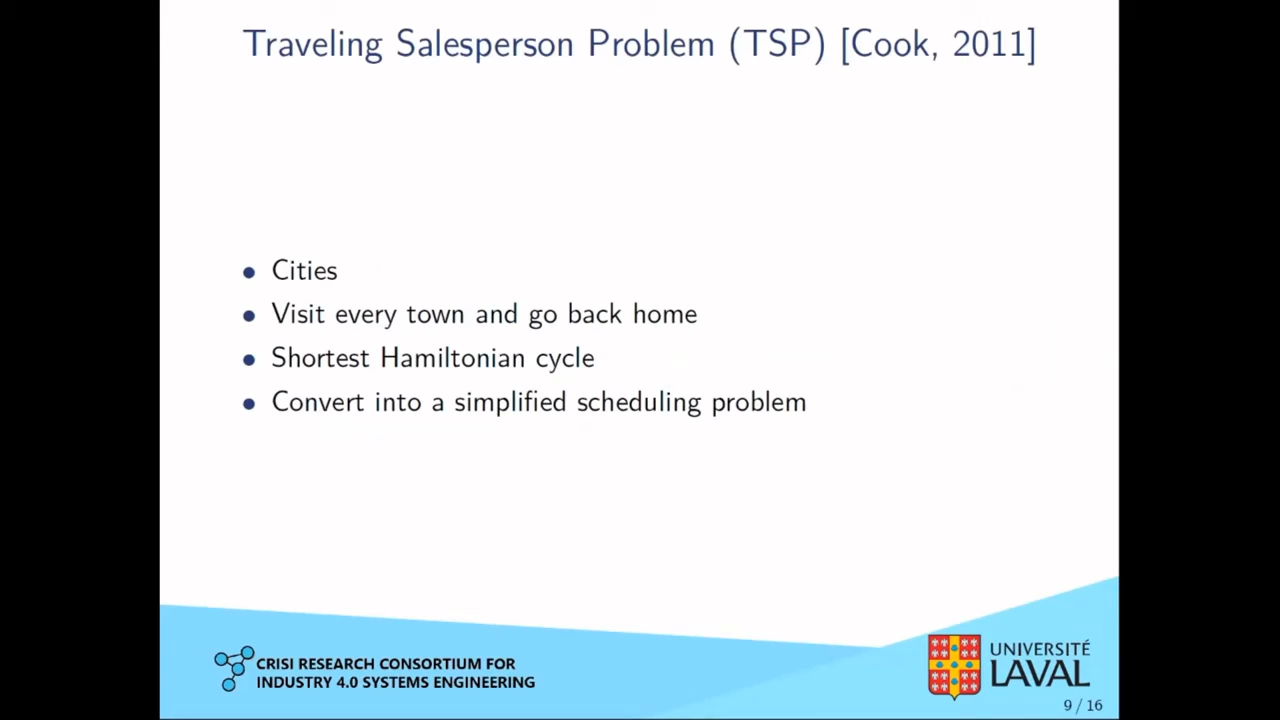 Traveling Salesperson Problem (TSP) [Cook, 2011]
• Cities
• Visit every town and go back home
• Shortest Hamiltonian cycle
• Convert into a simplified scheduling problem
CRISI RESEARCH CONSORTIUM FOR
INDUSTRY 4.0 SYSTEMS ENGINEERING
UNIVERSITÉ
LAVAL
9 / 16